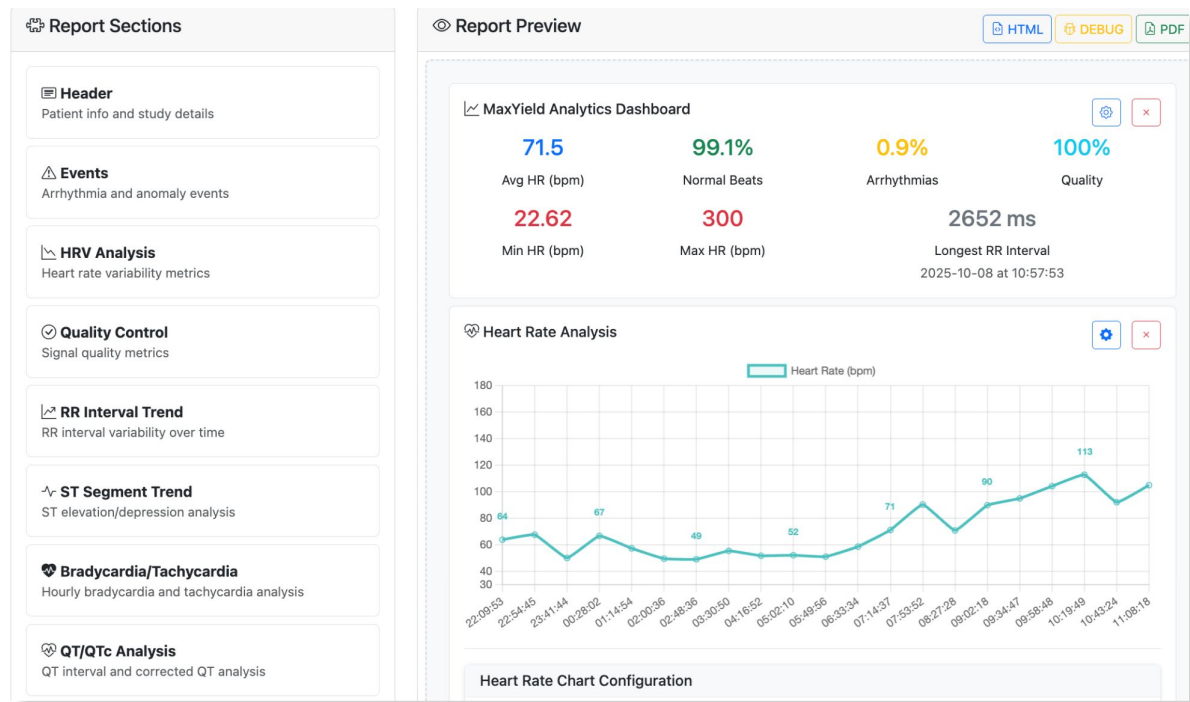 Report Sections
Header
Patient info and study details
Events
Arrhythmia and anomaly events
HRV Analysis
Heart rate variability metrics
Quality Control
Signal quality metrics
RR Interval Trend
RR interval variability over time
ST Segment Trend
ST elevation/depression analysis
Bradycardia/Tachycardia
Hourly bradycardia and tachycardia analysis
QT/QTc Analysis
QT interval and corrected QT analysis
Report Preview
HTML DEBUG PDF
MaxYield Analytics Dashboard
71.5 99.1% 0.9% 100%
Avg HR (bpm) Normal Beats Arrhythmias Quality
22.62 300 2652 ms
Min HR (bpm) Max HR (bpm) Longest RR Interval
2025-10-08 at 10:57:53
Heart Rate Analysis
Heart Rate (bpm)
180
160
140
120
100
80
60
40
30
64 67 49 52 71 90 113
22:09:53 22:54:45 23:41:44 00:28:02 01:14:54 02:00:36 02:48:36 03:30:50 04:16:52 05:02:10 05:49:56 06:33:34 07:14:37 07:53:52 08:27:28 09:02:18 09:34:47 09:58:48 10:19:49 10:43:24 11:08:18
Heart Rate Chart Configuration